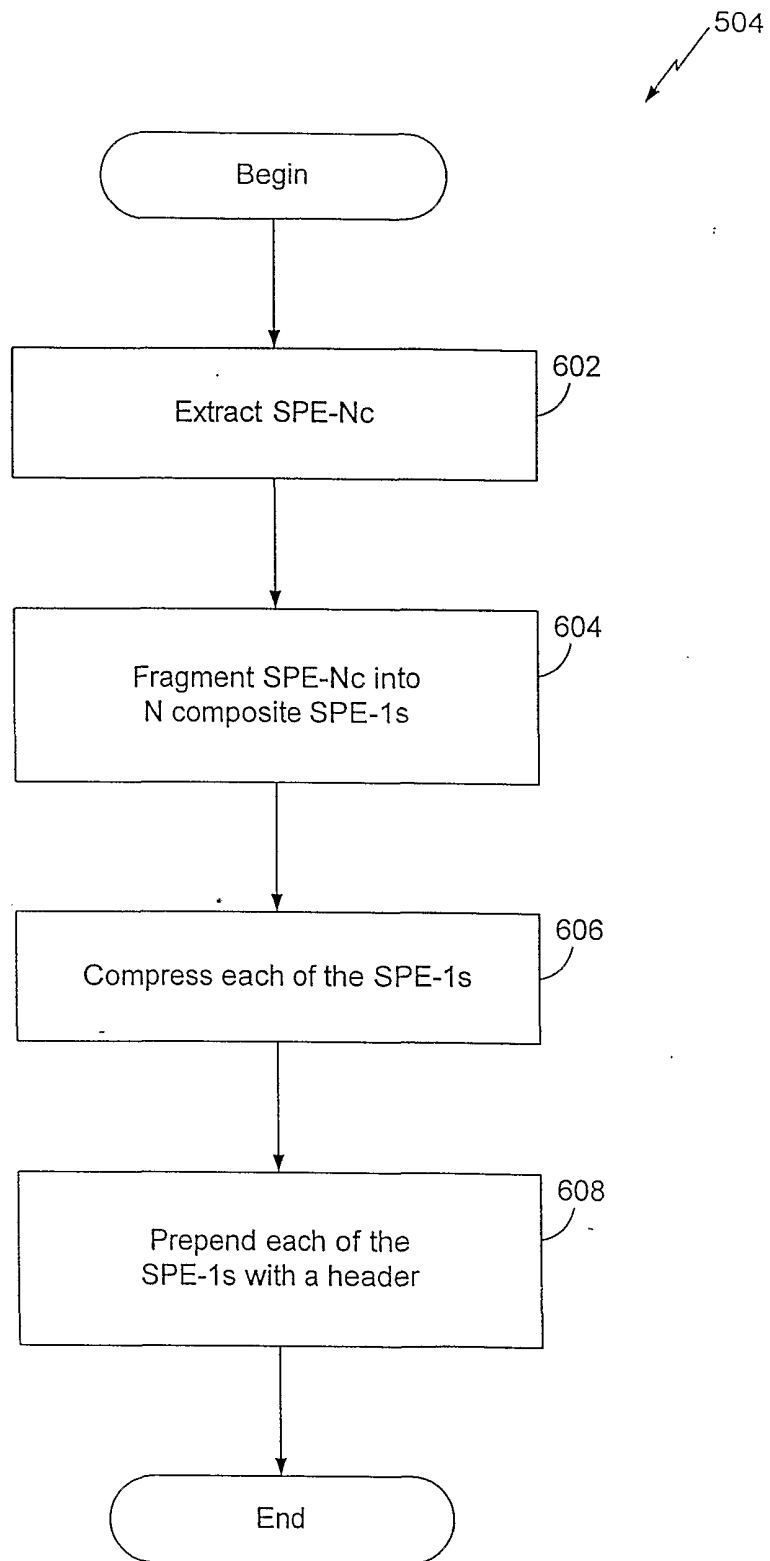 504
Begin
602
Extract SPE-Nc
604
Fragment SPE-Nc into
N composite SPE-1s
606
Compress each of the SPE-1s
608
Prepend each of the
SPE-1s with a header
End